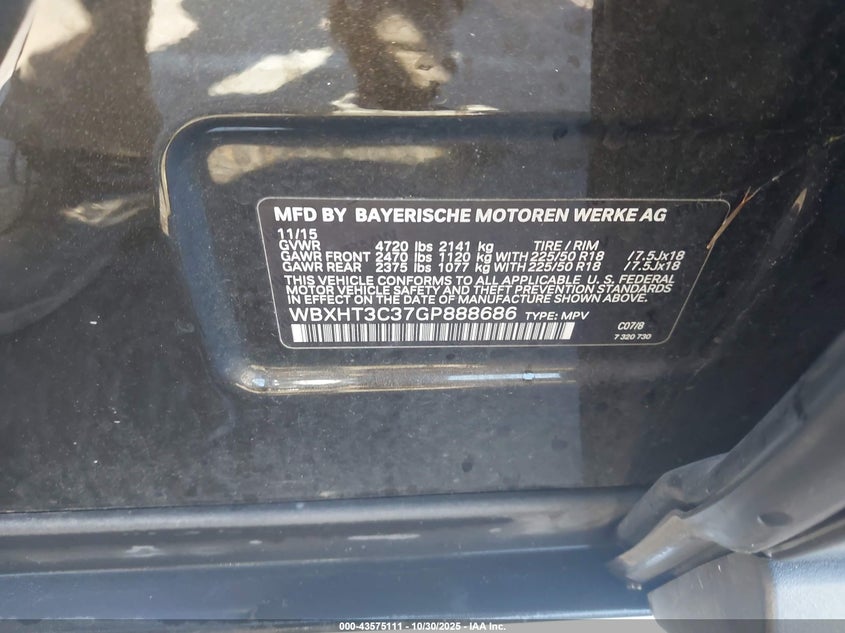 MFD BY BAYERISCHE MOTOREN WERKE AG
11/15
GVWR 4720 lbs 2141 kg TIRE / RIM
GAWR FRONT 2470 lbs 1120 kg WITH 225/50 R18 /7.5Jx18
GAWR REAR 2375 lbs 1077 kg WITH 225/50 R18 /7.5Jx18
THIS VEHICLE CONFORMS TO ALL APPLICABLE U. S. FEDERAL
MOTOR VEHICLE SAFETY AND THEFT PREVENTION STANDARDS
IN EFFECT ON THE DATE OF MANUFACTURE SHOWN ABOVE.
WBXHT3C37GP888686 TYPE: MPV
C07/8
7 320 730
000-43575111 - 10/30/2025 - IAA Inc.